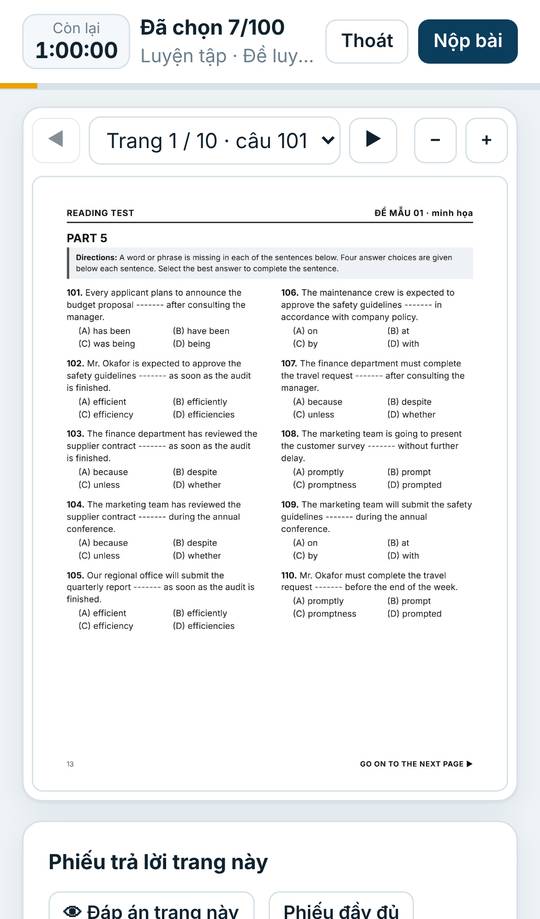 Còn lại
1:00:00
Đã chọn 7/100
Luyện tập · Đề luy...
Thoát
Nộp bài
Trang 1 / 10 · câu 101
READING TEST
ĐỀ MẪU 01 · minh họa
PART 5
Directions: A word or phrase is missing in each of the sentences below. Four answer choices are given
below each sentence. Select the best answer to complete the sentence.
101. Every applicant plans to announce the
budget proposal ------- after consulting the
manager.
(A) has been (B) have been
(C) was being (D) being
102. Mr. Okafor is expected to approve the
safety guidelines ------- as soon as the audit
is finished.
(A) efficient (B) efficiently
(C) efficiency (D) efficiencies
103. The finance department has reviewed the
supplier contract ------- as soon as the audit
is finished.
(A) because (B) despite
(C) unless (D) whether
104. The marketing team has reviewed the
supplier contract ------- during the annual
conference.
(A) because (B) despite
(C) unless (D) whether
105. Our regional office will submit the
quarterly report ------- as soon as the audit is
finished.
(A) efficient (B) efficiently
(C) efficiency (D) efficiencies
106. The maintenance crew is expected to
approve the safety guidelines ------- in
accordance with company policy.
(A) on (B) at
(C) by (D) with
107. The finance department must complete
the travel request ------- after consulting the
manager.
(A) because (B) despite
(C) unless (D) whether
108. The marketing team is going to present
the customer survey ------- without further
delay.
(A) promptly (B) prompt
(C) promptness (D) prompted
109. The marketing team will submit the safety
guidelines ------- during the annual
conference.
(A) on (B) at
(C) by (D) with
110. Mr. Okafor must complete the travel
request ------- before the end of the week.
(A) promptly (B) prompt
(C) promptness (D) prompted
13
GO ON TO THE NEXT PAGE ▶
Phiếu trả lời trang này
Đáp án trang này
Phiếu đầy đủ